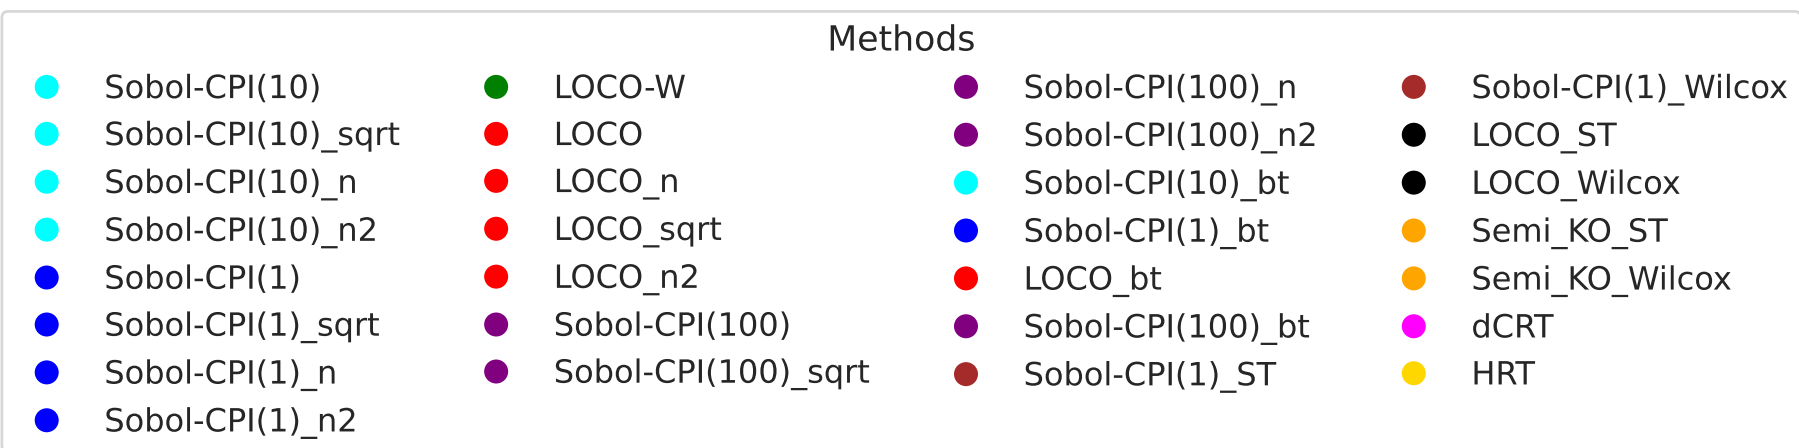 Methods
Sobol-CPI(10)
Sobol-CPI(10)_sqrt
Sobol-CPI(10)_n
Sobol-CPI(10)_n2
Sobol-CPI(1)
Sobol-CPI(1)_sqrt
Sobol-CPI(1)_n
Sobol-CPI(1)_n2
LOCO-W
LOCO
LOCO_n
LOCO_sqrt
LOCO_n2
Sobol-CPI(100)
Sobol-CPI(100)_sqrt
Sobol-CPI(100)_n
Sobol-CPI(100)_n2
Sobol-CPI(10)_bt
Sobol-CPI(1)_bt
LOCO_bt
Sobol-CPI(100)_bt
Sobol-CPI(1)_ST
Sobol-CPI(1)_Wilcox
LOCO_ST
LOCO_Wilcox
Semi_KO_ST
Semi_KO_Wilcox
dCRT
HRT